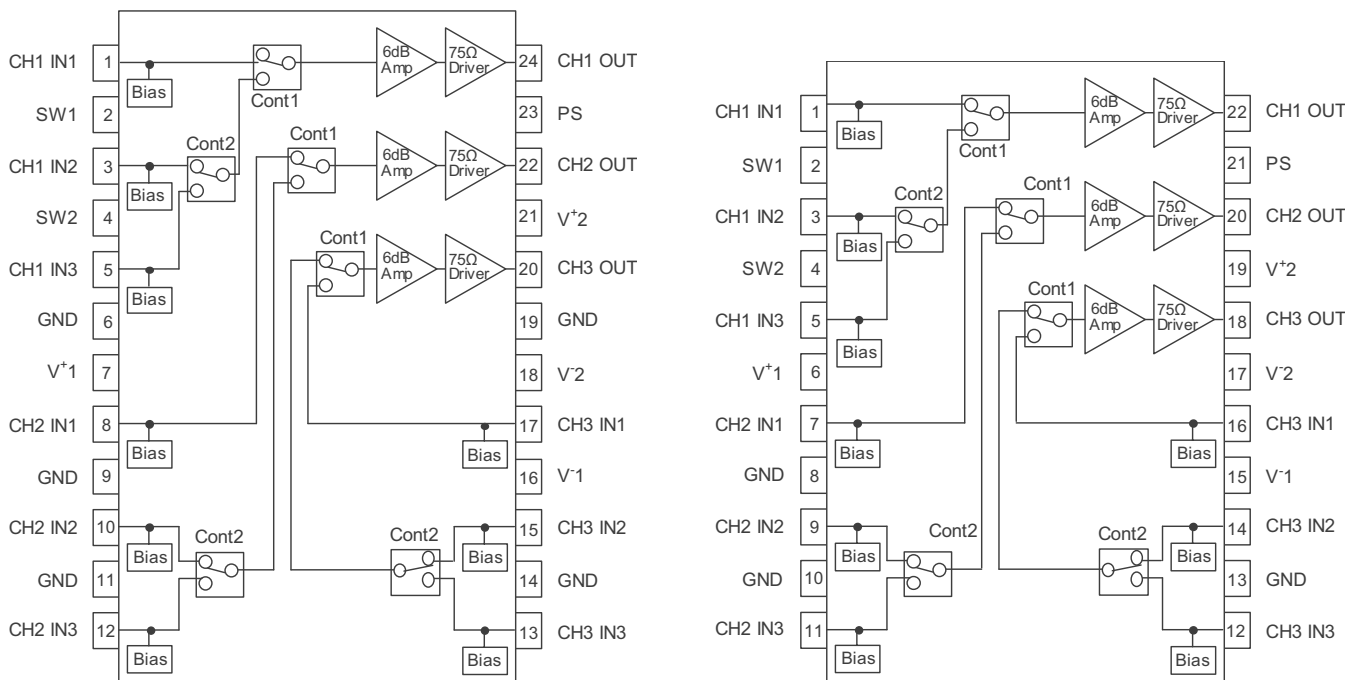 CH1 IN1 1 Bias Cont1 6dB Amp 75Ω Driver 24 CH1 OUT
SW1 2 23 PS
CH1 IN2 3 Bias Cont2 Cont1 6dB Amp 75Ω Driver 22 CH2 OUT
SW2 4 21 V+2
CH1 IN3 5 Bias Cont1 6dB Amp 75Ω Driver 20 CH3 OUT
GND 6 19 GND
V+1 7 18 V-2
CH2 IN1 8 Bias Bias 17 CH3 IN1
GND 9 16 V-1
CH2 IN2 10 Bias Cont2 Cont2 Bias 15 CH3 IN2
GND 11 14 GND
CH2 IN3 12 Bias Bias 13 CH3 IN3
CH1 IN1 1 Bias Cont1 6dB Amp 75Ω Driver 22 CH1 OUT
SW1 2 21 PS
CH1 IN2 3 Bias Cont2 Cont1 6dB Amp 75Ω Driver 20 CH2 OUT
SW2 4 19 V+2
CH1 IN3 5 Bias Cont1 6dB Amp 75Ω Driver 18 CH3 OUT
V+1 6 17 V-2
CH2 IN1 7 Bias Bias 16 CH3 IN1
GND 8 15 V-1
CH2 IN2 9 Bias Cont2 Cont2 Bias 14 CH3 IN2
GND 10 13 GND
CH2 IN3 11 Bias Bias 12 CH3 IN3